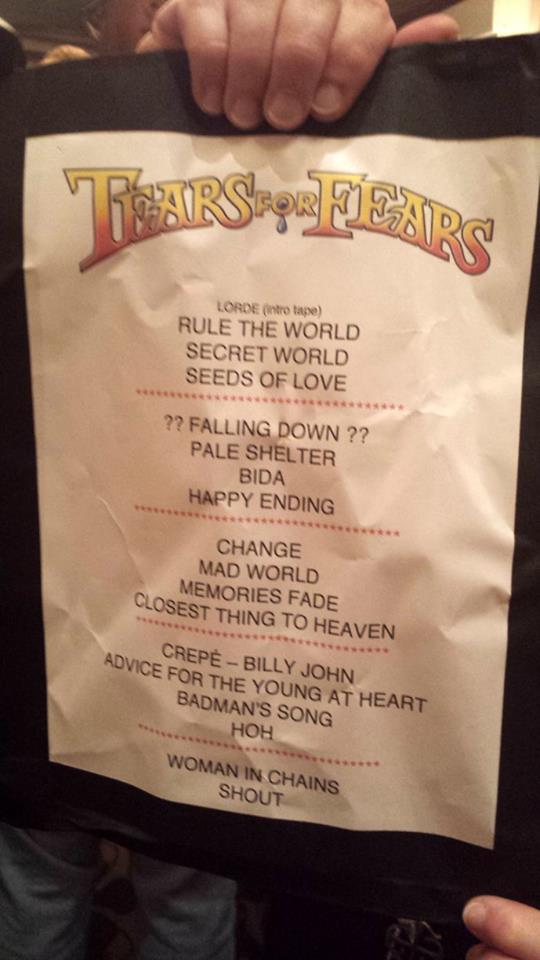 TEARS FOR FEARS
LORDE (intro tape)
RULE THE WORLD
SECRET WORLD
SEEDS OF LOVE
****************************************
?? FALLING DOWN ??
PALE SHELTER
BIDA
HAPPY ENDING
****************************************
CHANGE
MAD WORLD
MEMORIES FADE
CLOSEST THING TO HEAVEN
****************************************
CREPÉ – BILLY JOHN
ADVICE FOR THE YOUNG AT HEART
BADMAN'S SONG
HOH
****************************************
WOMAN IN CHAINS
SHOUT